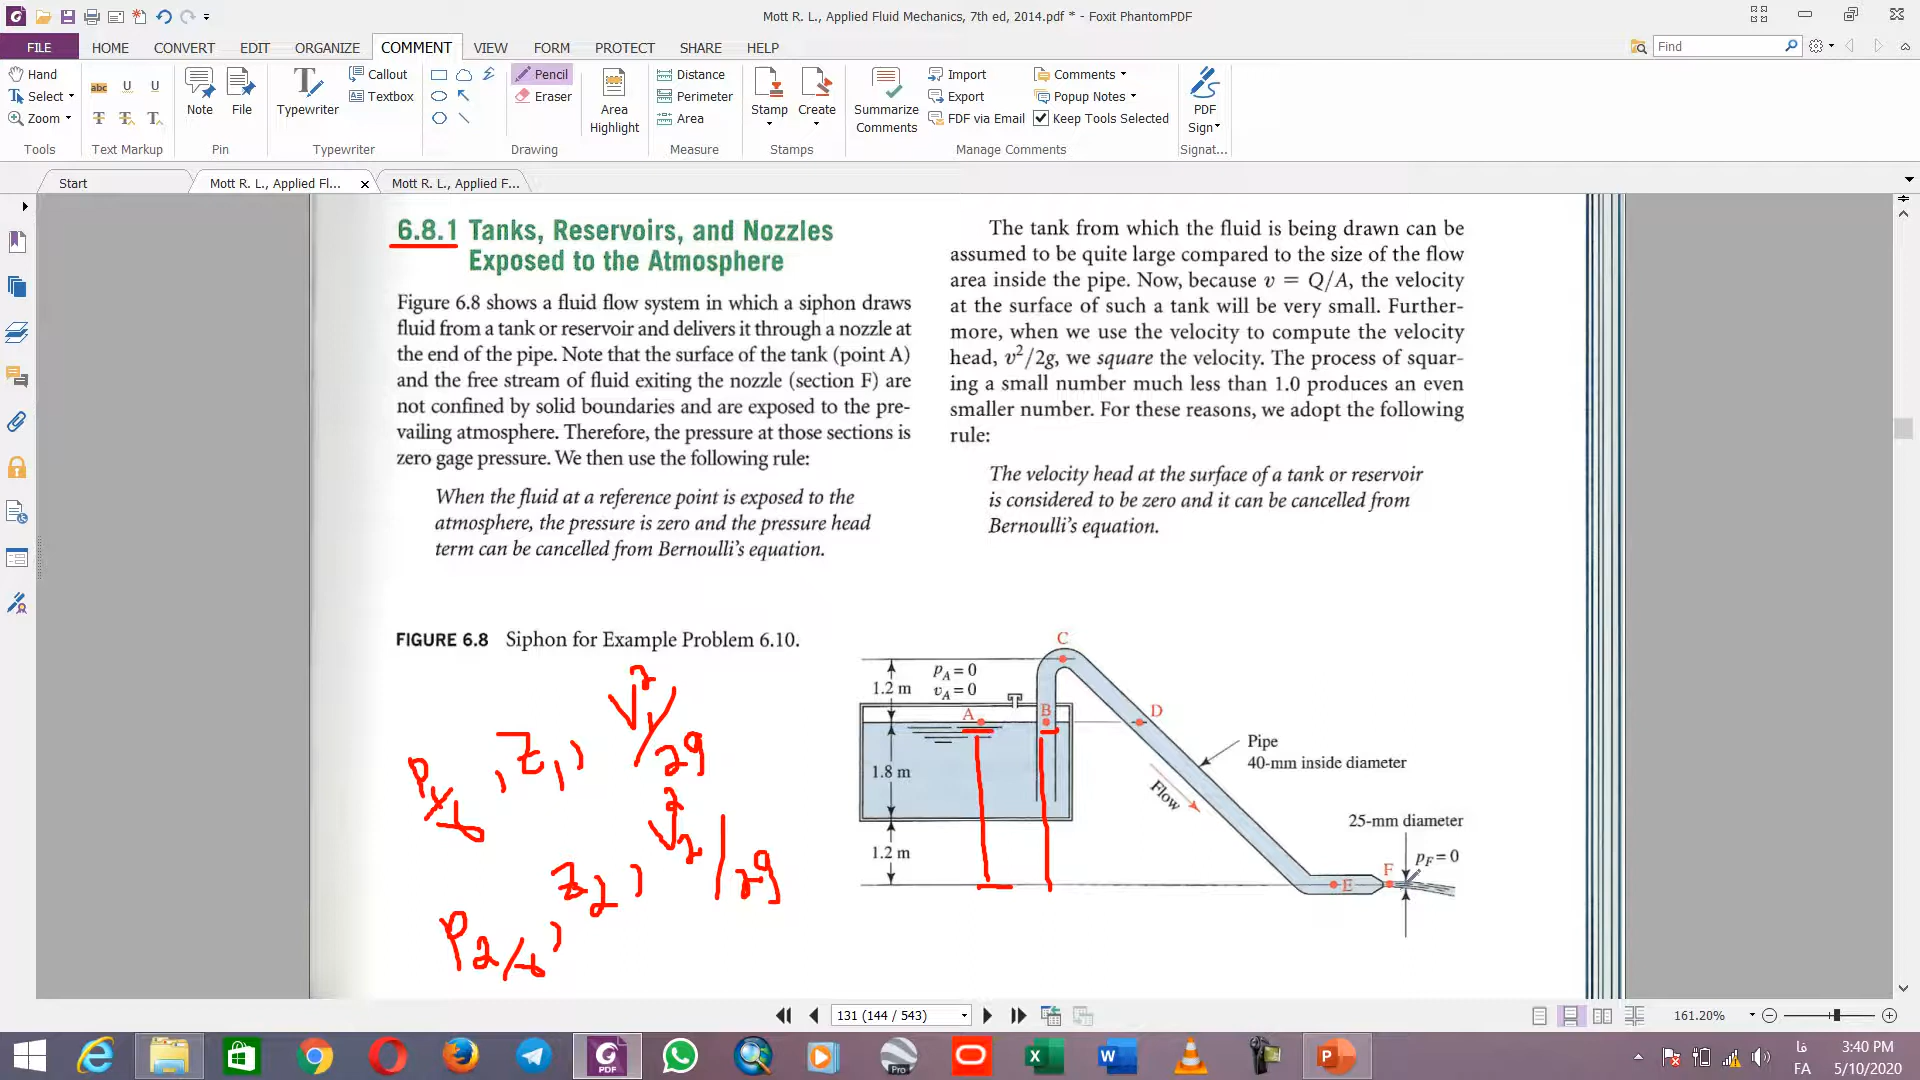 Mott R. L., Applied Fluid Mechanics, 7th ed, 2014.pdf * - Foxit PhantomPDF
FILE HOME CONVERT EDIT ORGANIZE COMMENT VIEW FORM PROTECT SHARE HELP
Find
Hand
Select
Zoom
Tools
abc U U
T T T
Text Markup
Note File
Pin
Typewriter
Callout
Textbox
Typewriter
Pencil
Eraser
Area Highlight
Drawing
Distance
Perimeter
Area
Measure
Stamp Create
Stamps
Summarize Comments
Import
Export
FDF via Email
Comments
Popup Notes
Keep Tools Selected
Manage Comments
PDF Sign
Signat...
Start
Mott R. L., Applied Fl... x
Mott R. L., Applied F...
6.8.1 Tanks, Reservoirs, and Nozzles
Exposed to the Atmosphere
Figure 6.8 shows a fluid flow system in which a siphon draws
fluid from a tank or reservoir and delivers it through a nozzle at
the end of the pipe. Note that the surface of the tank (point A)
and the free stream of fluid exiting the nozzle (section F) are
not confined by solid boundaries and are exposed to the pre-
vailing atmosphere. Therefore, the pressure at those sections is
zero gage pressure. We then use the following rule:
When the fluid at a reference point is exposed to the
atmosphere, the pressure is zero and the pressure head
term can be cancelled from Bernoulli's equation.
The tank from which the fluid is being drawn can be
assumed to be quite large compared to the size of the flow
area inside the pipe. Now, because v = Q/A, the velocity
at the surface of such a tank will be very small. Further-
more, when we use the velocity to compute the velocity
head, v²/2g, we square the velocity. The process of squar-
ing a small number much less than 1.0 produces an even
smaller number. For these reasons, we adopt the following
rule:
The velocity head at the surface of a tank or reservoir
is considered to be zero and it can be cancelled from
Bernoulli's equation.
FIGURE 6.8 Siphon for Example Problem 6.10.
P₁/γ , Z₁, V₁²/2g
P₂/γ , Z₂, V₂²/2g
C
1.2 m
pA = 0
vA = 0
A
B
D
1.8 m
Pipe
40-mm inside diameter
Flow
25-mm diameter
1.2 m
pF = 0
E
F
131 (144 / 543)
161.20%
PDF
Pro
فا
FA
3:40 PM
5/10/2020